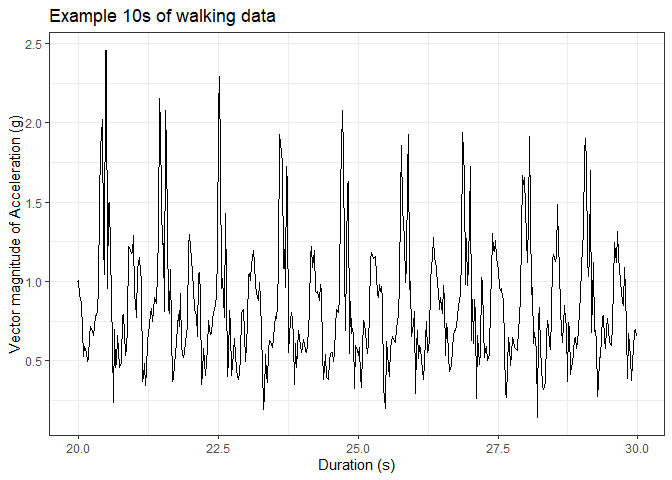 Example 10s of walking data
Vector magnitude of Acceleration (g)
2.5
2.0
1.5
1.0
0.5
20.0 22.5 25.0 27.5 30.0
Duration (s)